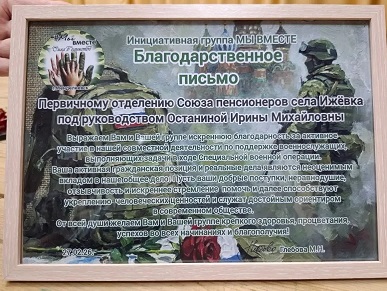 Мы вместе
Инициативная группа МЫ ВМЕСТЕ
Благодарственное
письмо
Первичному отделению Союза пенсионеров села Ижёвка
под руководством Останиной Ирины Михайловны
Выражаем Вам и Вашей группе искреннюю благодарность за активное
участие в нашей совместной деятельности по поддержке военнослужащих,
выполняющих задачи в ходе Специальной военной операции.
Ваша активная гражданская позиция и реальные дела являются неоценимым
вкладом в наше общее дело. Пусть ваши добрые поступки, неравнодушие,
отзывчивость и искреннее стремление помочь и далее способствуют
укреплению человеческих ценностей и служат достойным ориентиром
в современном обществе.
От всей души желаем Вам и Вашей группе крепкого здоровья, процветания,
успехов во всех начинаниях и благополучия!
Глебова М.Н.